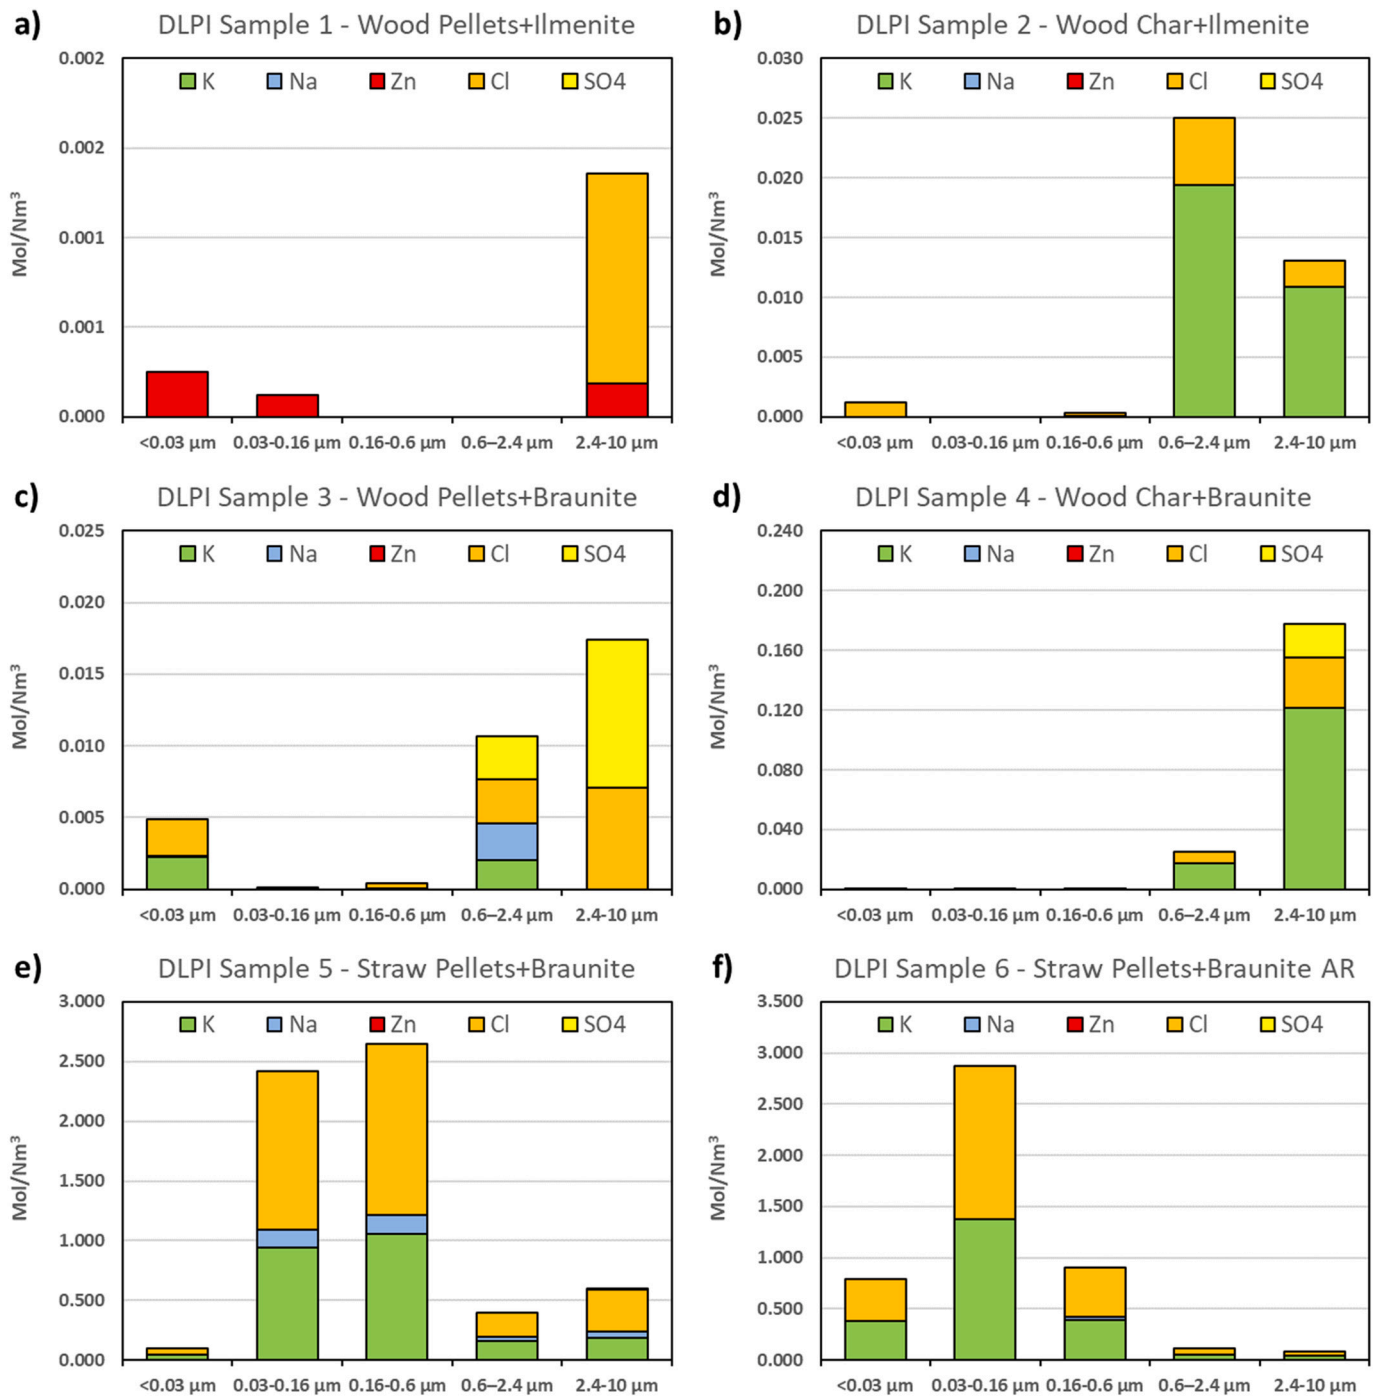 a)
DLPI Sample 1 - Wood Pellets+Ilmenite
K Na Zn Cl SO4
0.002
0.002
0.001
0.001
0.000
Mol/Nm³
<0.03 µm 0.03-0.16 µm 0.16-0.6 µm 0.6–2.4 µm 2.4-10 µm
b)
DLPI Sample 2 - Wood Char+Ilmenite
K Na Zn Cl SO4
0.030
0.025
0.020
0.015
0.010
0.005
0.000
Mol/Nm³
<0.03 µm 0.03-0.16 µm 0.16-0.6 µm 0.6–2.4 µm 2.4-10 µm
c)
DLPI Sample 3 - Wood Pellets+Braunite
K Na Zn Cl SO4
0.025
0.020
0.015
0.010
0.005
0.000
Mol/Nm³
<0.03 µm 0.03-0.16 µm 0.16-0.6 µm 0.6–2.4 µm 2.4-10 µm
d)
DLPI Sample 4 - Wood Char+Braunite
K Na Zn Cl SO4
0.240
0.200
0.160
0.120
0.080
0.040
0.000
Mol/Nm³
<0.03 µm 0.03-0.16 µm 0.16-0.6 µm 0.6–2.4 µm 2.4-10 µm
e)
DLPI Sample 5 - Straw Pellets+Braunite
K Na Zn Cl SO4
3.000
2.500
2.000
1.500
1.000
0.500
0.000
Mol/Nm³
<0.03 µm 0.03-0.16 µm 0.16-0.6 µm 0.6–2.4 µm 2.4-10 µm
f)
DLPI Sample 6 - Straw Pellets+Braunite AR
K Na Zn Cl SO4
3.500
3.000
2.500
2.000
1.500
1.000
0.500
0.000
Mol/Nm³
<0.03 µm 0.03-0.16 µm 0.16-0.6 µm 0.6–2.4 µm 2.4-10 µm